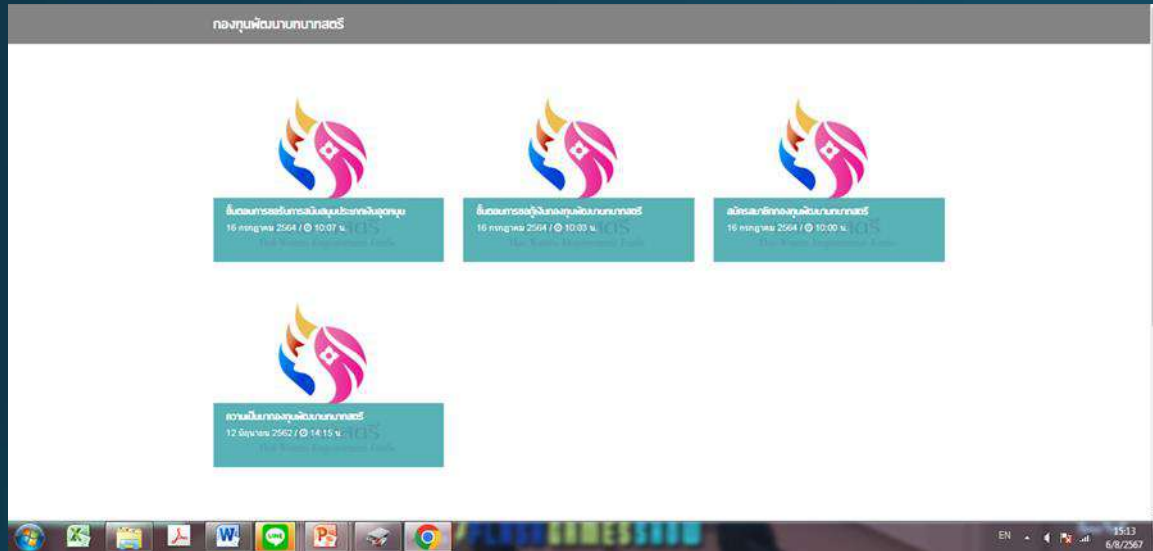 กองทุนพัฒนาบทบาทสตรี
ขั้นตอนการขอรับการสนับสนุนประเภทเงินอุดหนุน
16 กรกฎาคม 2564 / 10:07 น.
ขั้นตอนการขอกู้เงินกองทุนพัฒนาบทบาทสตรี
16 กรกฎาคม 2564 / 10:03 น.
สมัครสมาชิกกองทุนพัฒนาบทบาทสตรี
16 กรกฎาคม 2564 / 10:00 น.
ความเป็นมากองทุนพัฒนาบทบาทสตรี
12 มิถุนายน 2562 / 14:15 น.
EN
15:13
6/8/2567